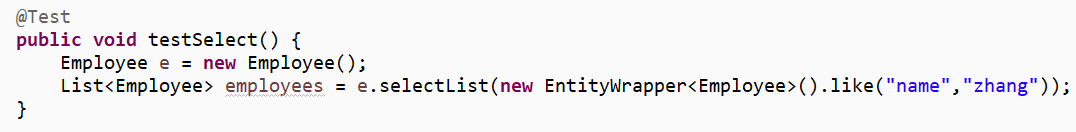 @Test
public void testSelect() {
    Employee e = new Employee();
    List<Employee> employees = e.selectList(new EntityWrapper<Employee>().like("name","zhang"));
}